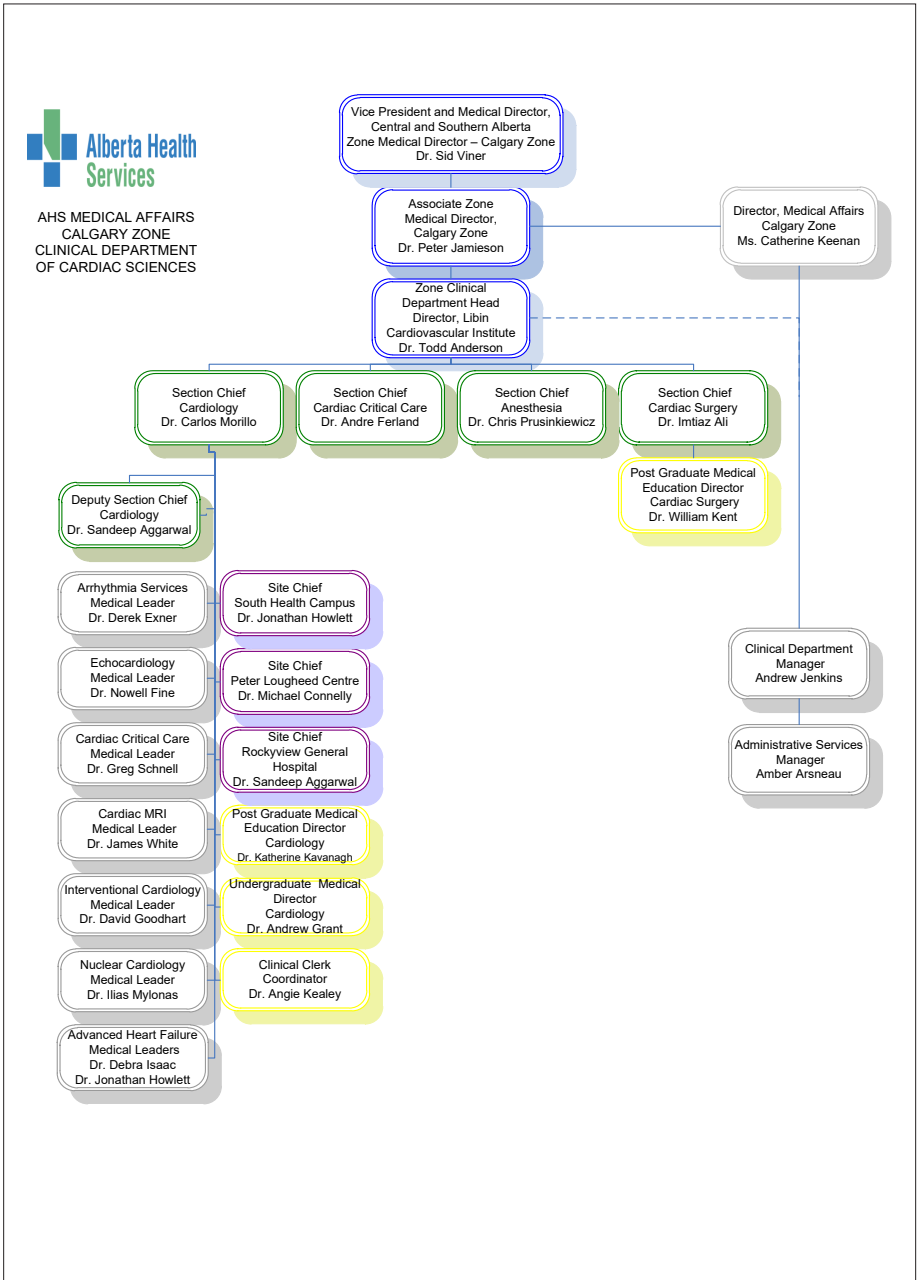 Alberta Health
Services
AHS MEDICAL AFFAIRS
CALGARY ZONE
CLINICAL DEPARTMENT
OF CARDIAC SCIENCES
Vice President and Medical Director,
Central and Southern Alberta
Zone Medical Director – Calgary Zone
Dr. Sid Viner
Associate Zone
Medical Director,
Calgary Zone
Dr. Peter Jamieson
Director, Medical Affairs
Calgary Zone
Ms. Catherine Keenan
Zone Clinical
Department Head
Director, Libin
Cardiovascular Institute
Dr. Todd Anderson
Section Chief
Cardiology
Dr. Carlos Morillo
Section Chief
Cardiac Critical Care
Dr. Andre Ferland
Section Chief
Anesthesia
Dr. Chris Prusinkiewicz
Section Chief
Cardiac Surgery
Dr. Imtiaz Ali
Post Graduate Medical
Education Director
Cardiac Surgery
Dr. William Kent
Deputy Section Chief
Cardiology
Dr. Sandeep Aggarwal
Arrhythmia Services
Medical Leader
Dr. Derek Exner
Site Chief
South Health Campus
Dr. Jonathan Howlett
Clinical Department
Manager
Andrew Jenkins
Echocardiology
Medical Leader
Dr. Nowell Fine
Site Chief
Peter Lougheed Centre
Dr. Michael Connelly
Cardiac Critical Care
Medical Leader
Dr. Greg Schnell
Site Chief
Rockyview General
Hospital
Dr. Sandeep Aggarwal
Administrative Services
Manager
Amber Arsneau
Cardiac MRI
Medical Leader
Dr. James White
Post Graduate Medical
Education Director
Cardiology
Dr. Katherine Kavanagh
Interventional Cardiology
Medical Leader
Dr. David Goodhart
Undergraduate  Medical
Director
Cardiology
Dr. Andrew Grant
Nuclear Cardiology
Medical Leader
Dr. Ilias Mylonas
Clinical Clerk
Coordinator
Dr. Angie Kealey
Advanced Heart Failure
Medical Leaders
Dr. Debra Isaac
Dr. Jonathan Howlett